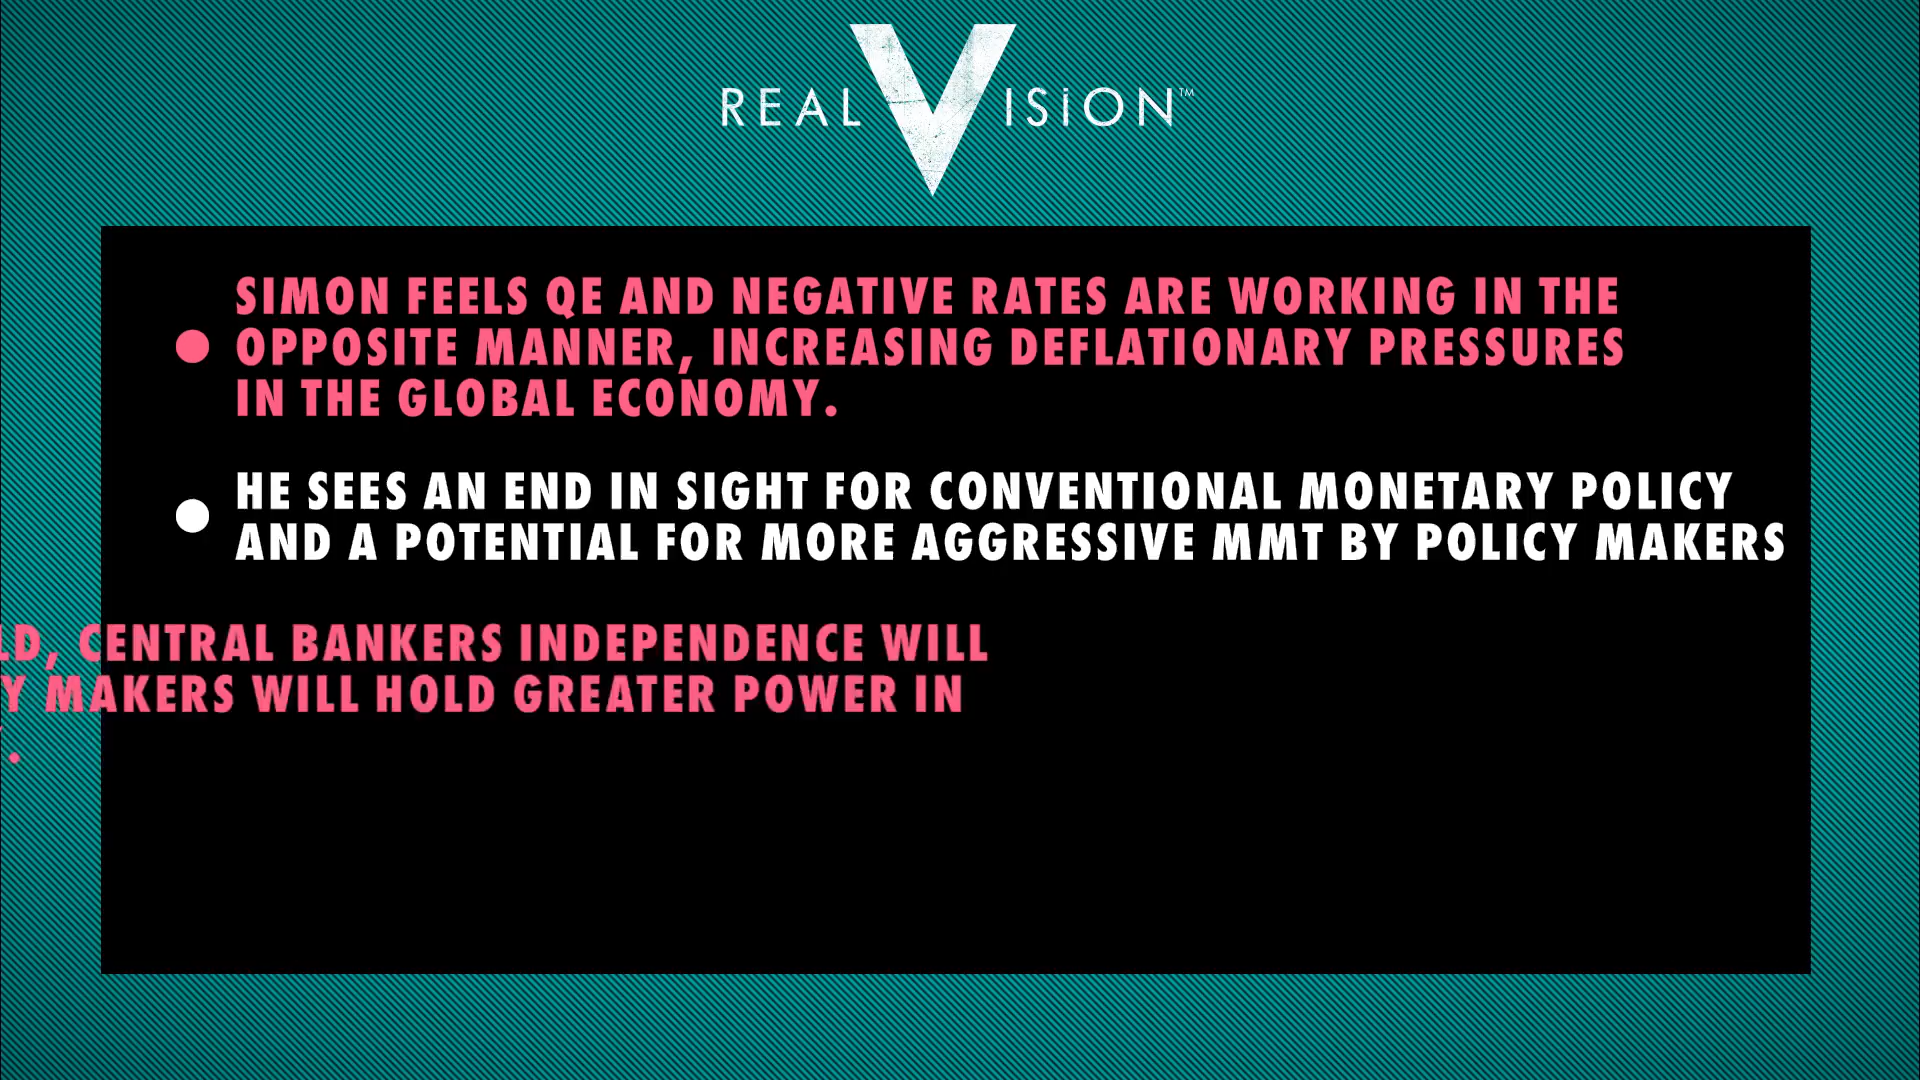 REAL VISION™
SIMON FEELS QE AND NEGATIVE RATES ARE WORKING IN THE
OPPOSITE MANNER, INCREASING DEFLATIONARY PRESSURES
IN THE GLOBAL ECONOMY.
HE SEES AN END IN SIGHT FOR CONVENTIONAL MONETARY POLICY
AND A POTENTIAL FOR MORE AGGRESSIVE MMT BY POLICY MAKERS
CENTRAL BANKERS INDEPENDENCE WILL
MAKERS WILL HOLD GREATER POWER IN